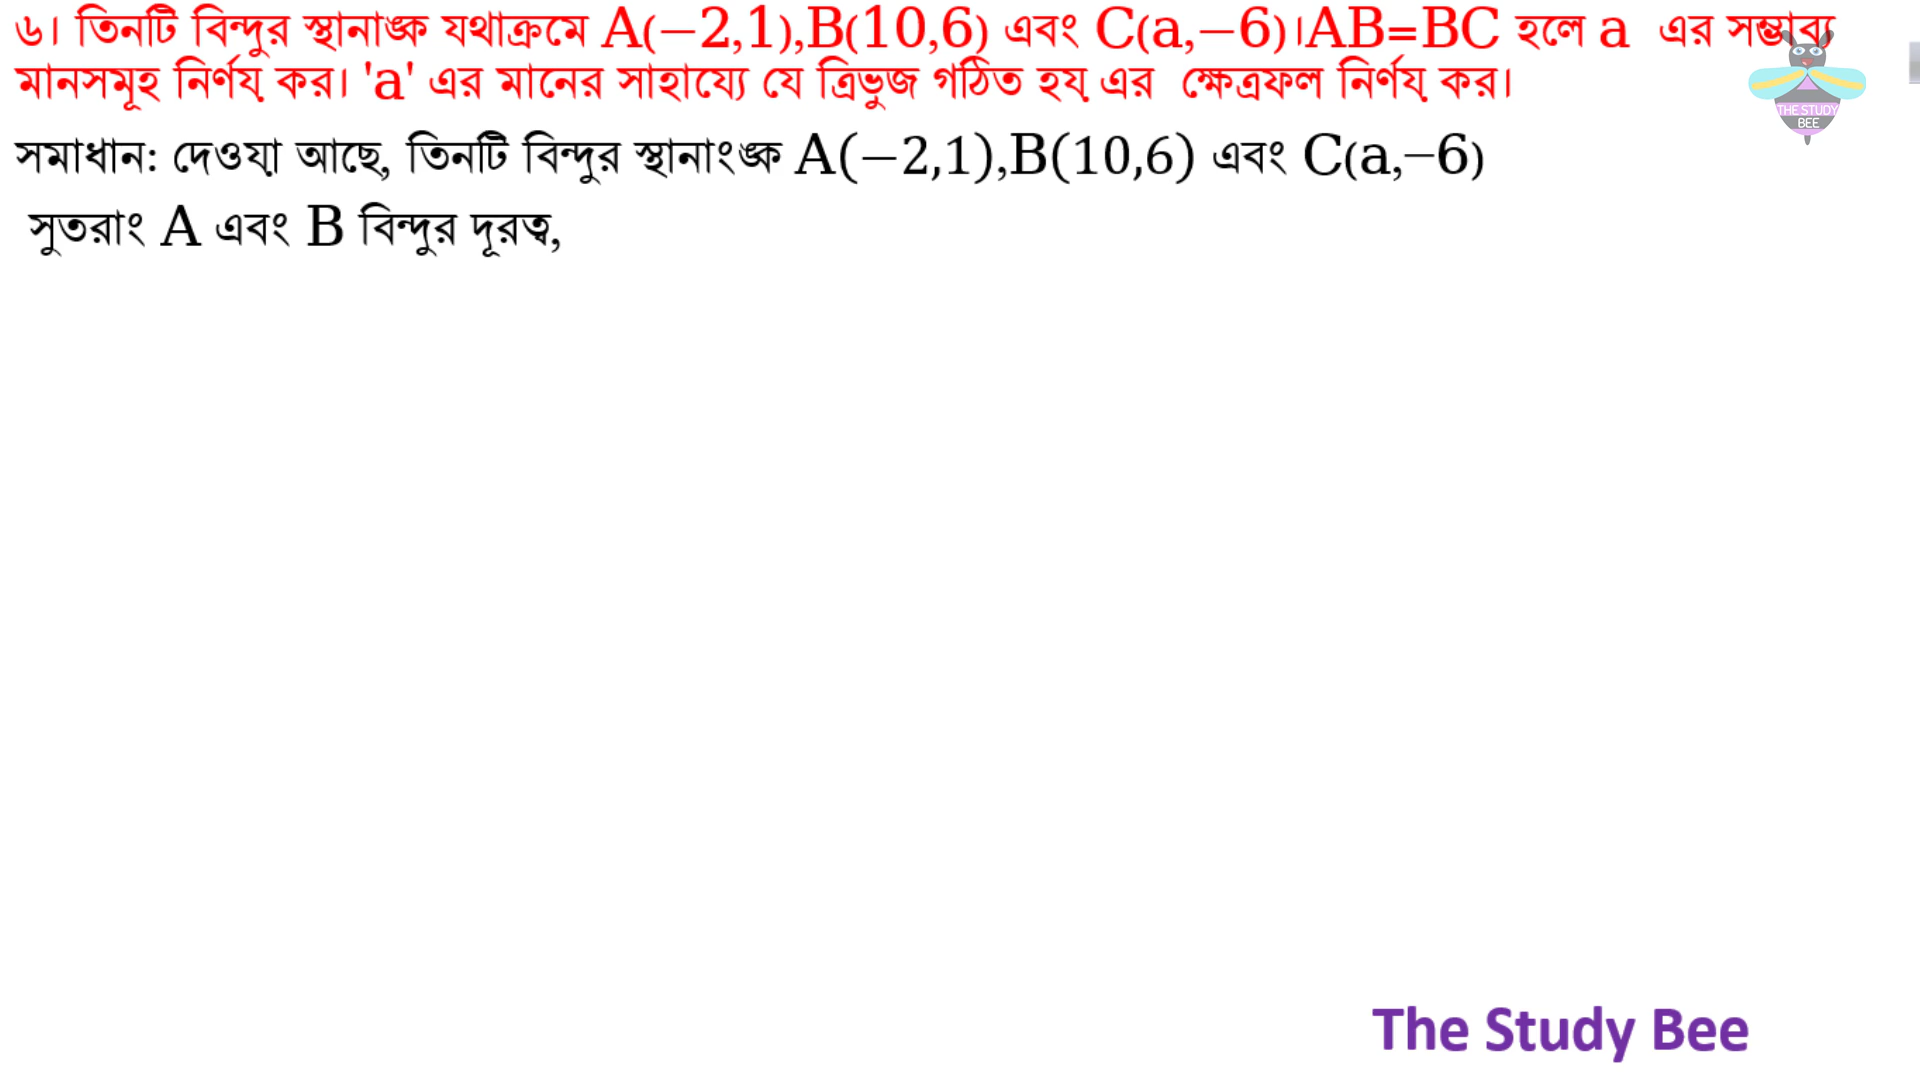 ৬। তিনটি বিন্দুর স্থানাঙ্ক যথাক্রমে A(−2,1),B(10,6) এবং C(a,−6)।AB=BC হলে a এর সম্ভাব্য
মানসমূহ নির্ণয় কর। 'a' এর মানের সাহায্যে যে ত্রিভুজ গঠিত হয় এর ক্ষেত্রফল নির্ণয় কর।
THE STUDY
BEE
সমাধান: দেওয়া আছে, তিনটি বিন্দুর স্থানাংঙ্ক A(−2,1),B(10,6) এবং C(a,−6)
সুতরাং A এবং B বিন্দুর দূরত্ব,
The Study Bee